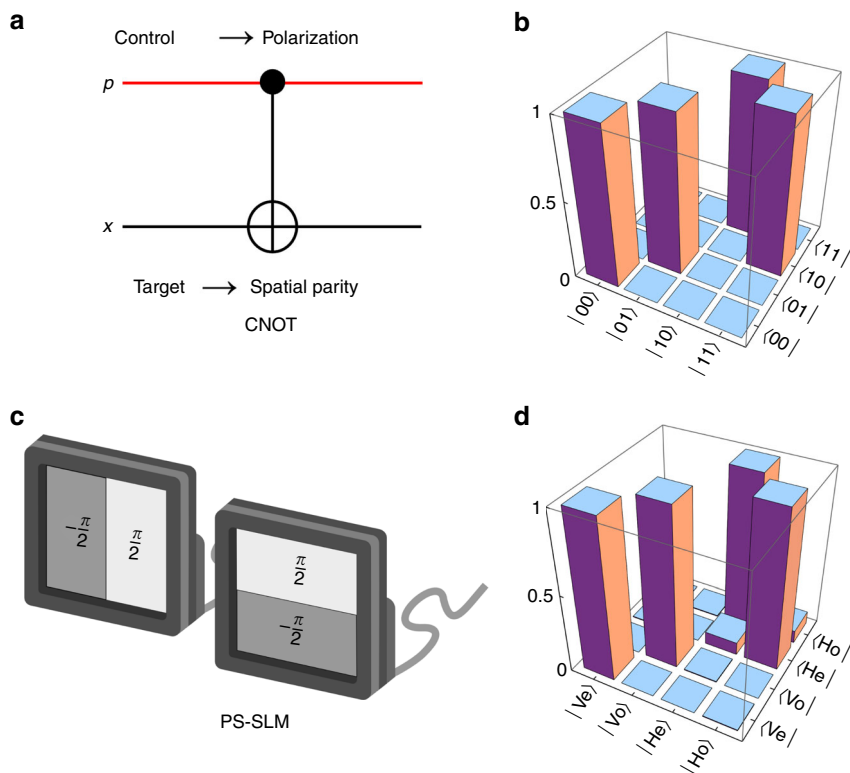 a
Control → Polarization
p
x
Target → Spatial parity
CNOT
b
1
0.5
0
|00⟩
|01⟩
|10⟩
|11⟩
⟨00|
⟨01|
⟨10|
⟨11|
c
−π/2
π/2
π/2
−π/2
PS-SLM
d
1
0.5
0
|Ve⟩
|Vo⟩
|He⟩
|Ho⟩
⟨Ve|
⟨Vo|
⟨He|
⟨Ho|